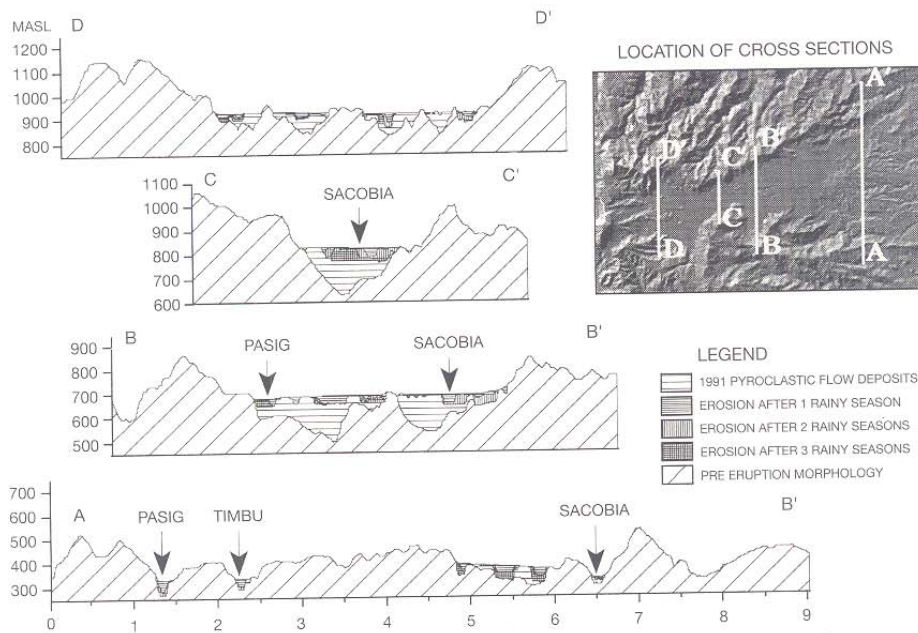 MASL
D
D'
1200
1100
1000
900
800
C
C'
1100
1000
900
800
700
600
SACOBIA
B
B'
900
800
700
600
500
PASIG
SACOBIA
A
B'
700
600
500
400
300
PASIG
TIMBU
SACOBIA
0 1 2 3 4 5 6 7 8 9
LOCATION OF CROSS SECTIONS
A
B'
C'
D'
C
D
B
A
LEGEND
1991 PYROCLASTIC FLOW DEPOSITS
EROSION AFTER 1 RAINY SEASON
EROSION AFTER 2 RAINY SEASONS
EROSION AFTER 3 RAINY SEASONS
PRE ERUPTION MORPHOLOGY